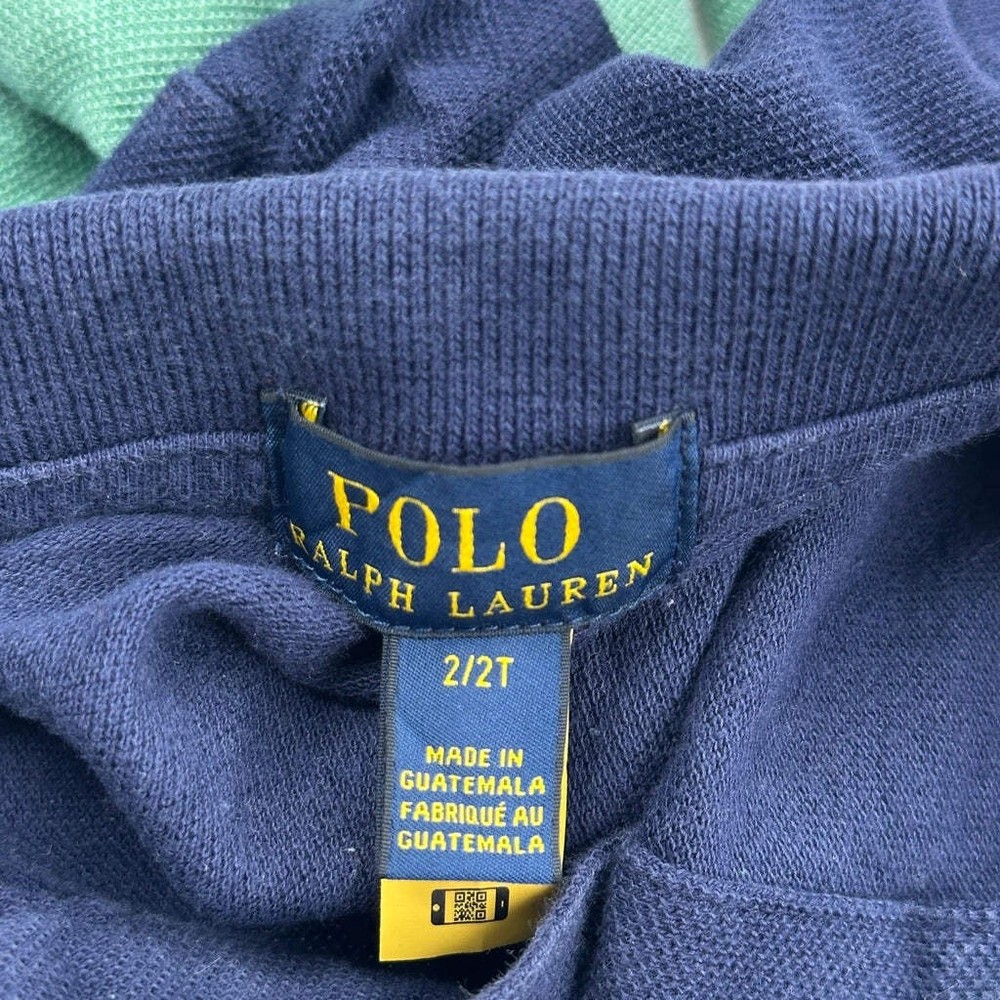 POLO
RALPH LAUREN
2/2T
MADE IN
GUATEMALA
FABRIQUÉ AU
GUATEMALA